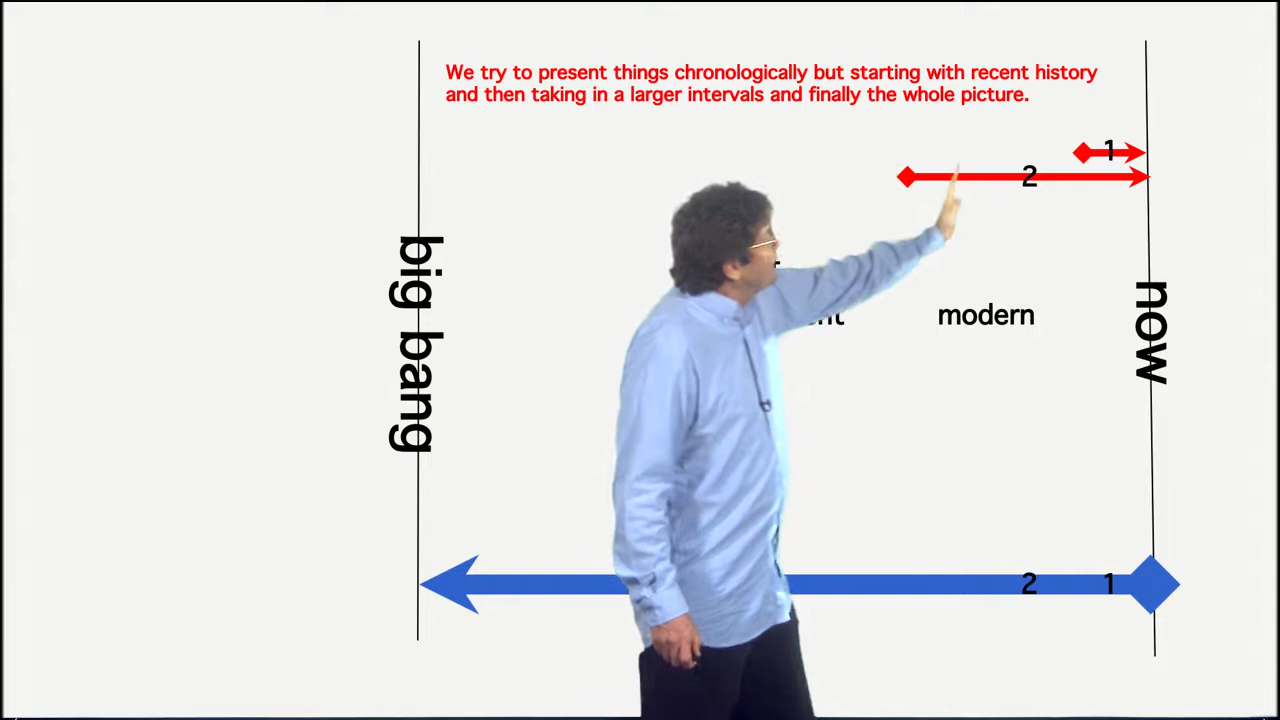 We try to present things chronologically but starting with recent history
and then taking in a larger intervals and finally the whole picture.
1
2
big bang
modern
now
2 1